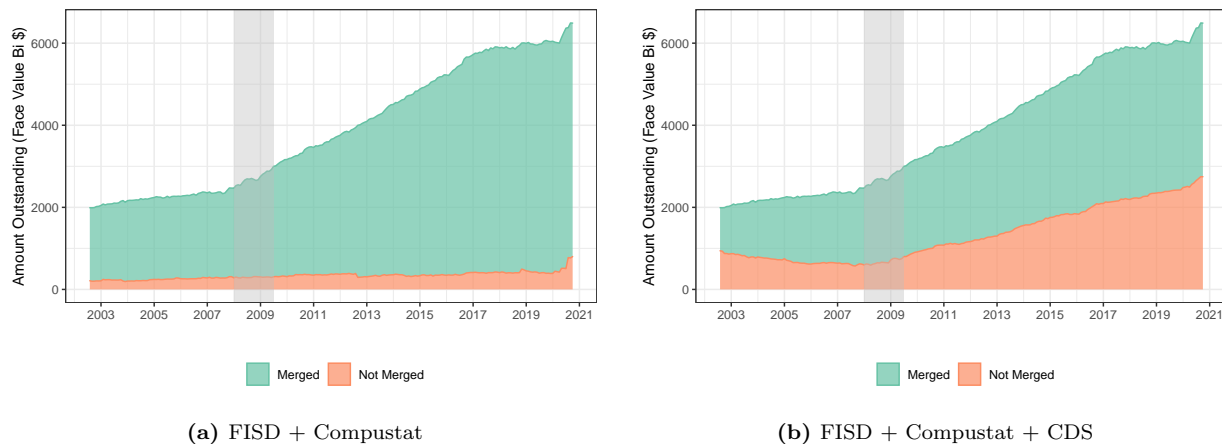 Amount Outstanding (Face Value Bi $)
6000
4000
2000
0
2003 2005 2007 2009 2011 2013 2015 2017 2019 2021
Merged Not Merged
(a) FISD + Compustat
Amount Outstanding (Face Value Bi $)
6000
4000
2000
0
2003 2005 2007 2009 2011 2013 2015 2017 2019 2021
Merged Not Merged
(b) FISD + Compustat + CDS